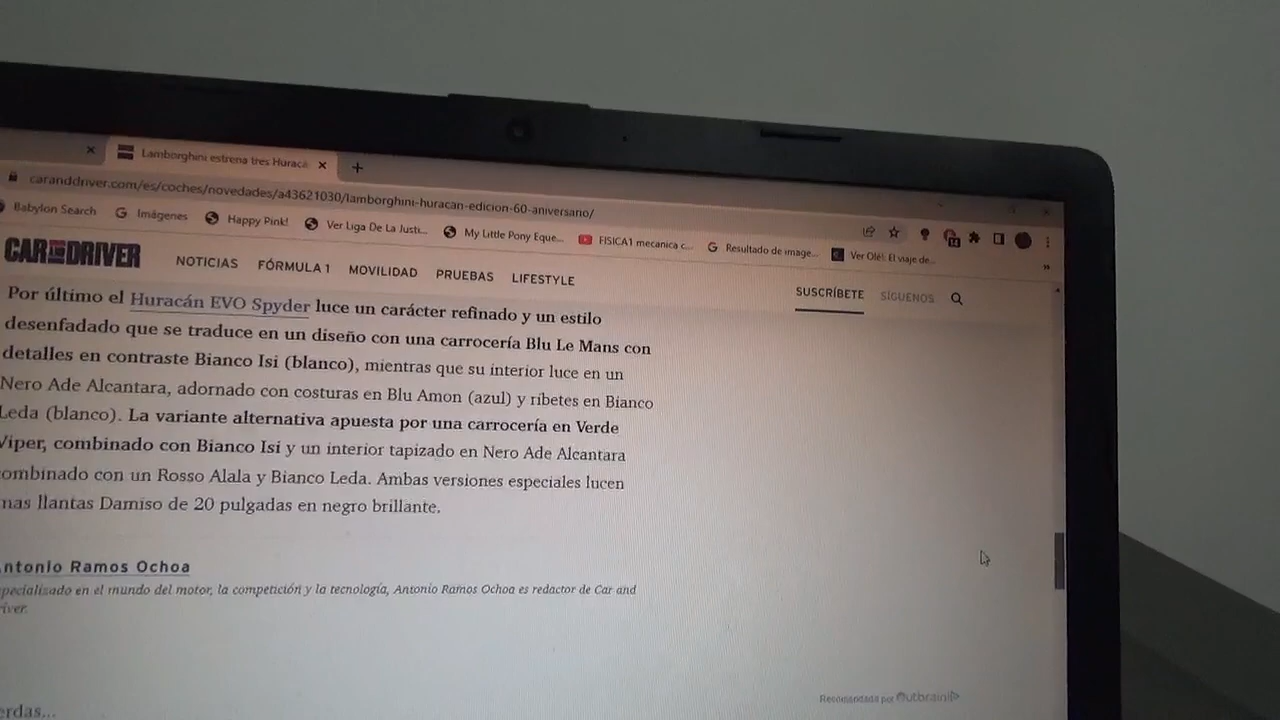 Lamborghini estrena tres Huracá
caranddriver.com/es/coches/novedades/a43621030/lamborghini-huracan-edicion-60-aniversario/
Babylon Search Imágenes Happy Pink! Ver Liga De La Justi... My Little Pony Eque... FISICA1 mecanica c... Resultado de image... Ver Olé!: El viaje de...
CAR AND DRIVER NOTICIAS FÓRMULA 1 MOVILIDAD PRUEBAS LIFESTYLE SUSCRÍBETE SÍGUENOS
Por último el Huracán EVO Spyder luce un carácter refinado y un estilo
desenfadado que se traduce en un diseño con una carrocería Blu Le Mans con
detalles en contraste Bianco Isi (blanco), mientras que su interior luce en un
Nero Ade Alcantara, adornado con costuras en Blu Amon (azul) y ribetes en Bianco
Leda (blanco). La variante alternativa apuesta por una carrocería en Verde
Viper, combinado con Bianco Isi y un interior tapizado en Nero Ade Alcantara
ombinado con un Rosso Alala y Bianco Leda. Ambas versiones especiales lucen
nas llantas Damiso de 20 pulgadas en negro brillante.
ntonio Ramos Ochoa
specializado en el mundo del motor, la competición y la tecnología, Antonio Ramos Ochoa es redactor de Car and
river.
erdas...
Recomendada por Outbrain